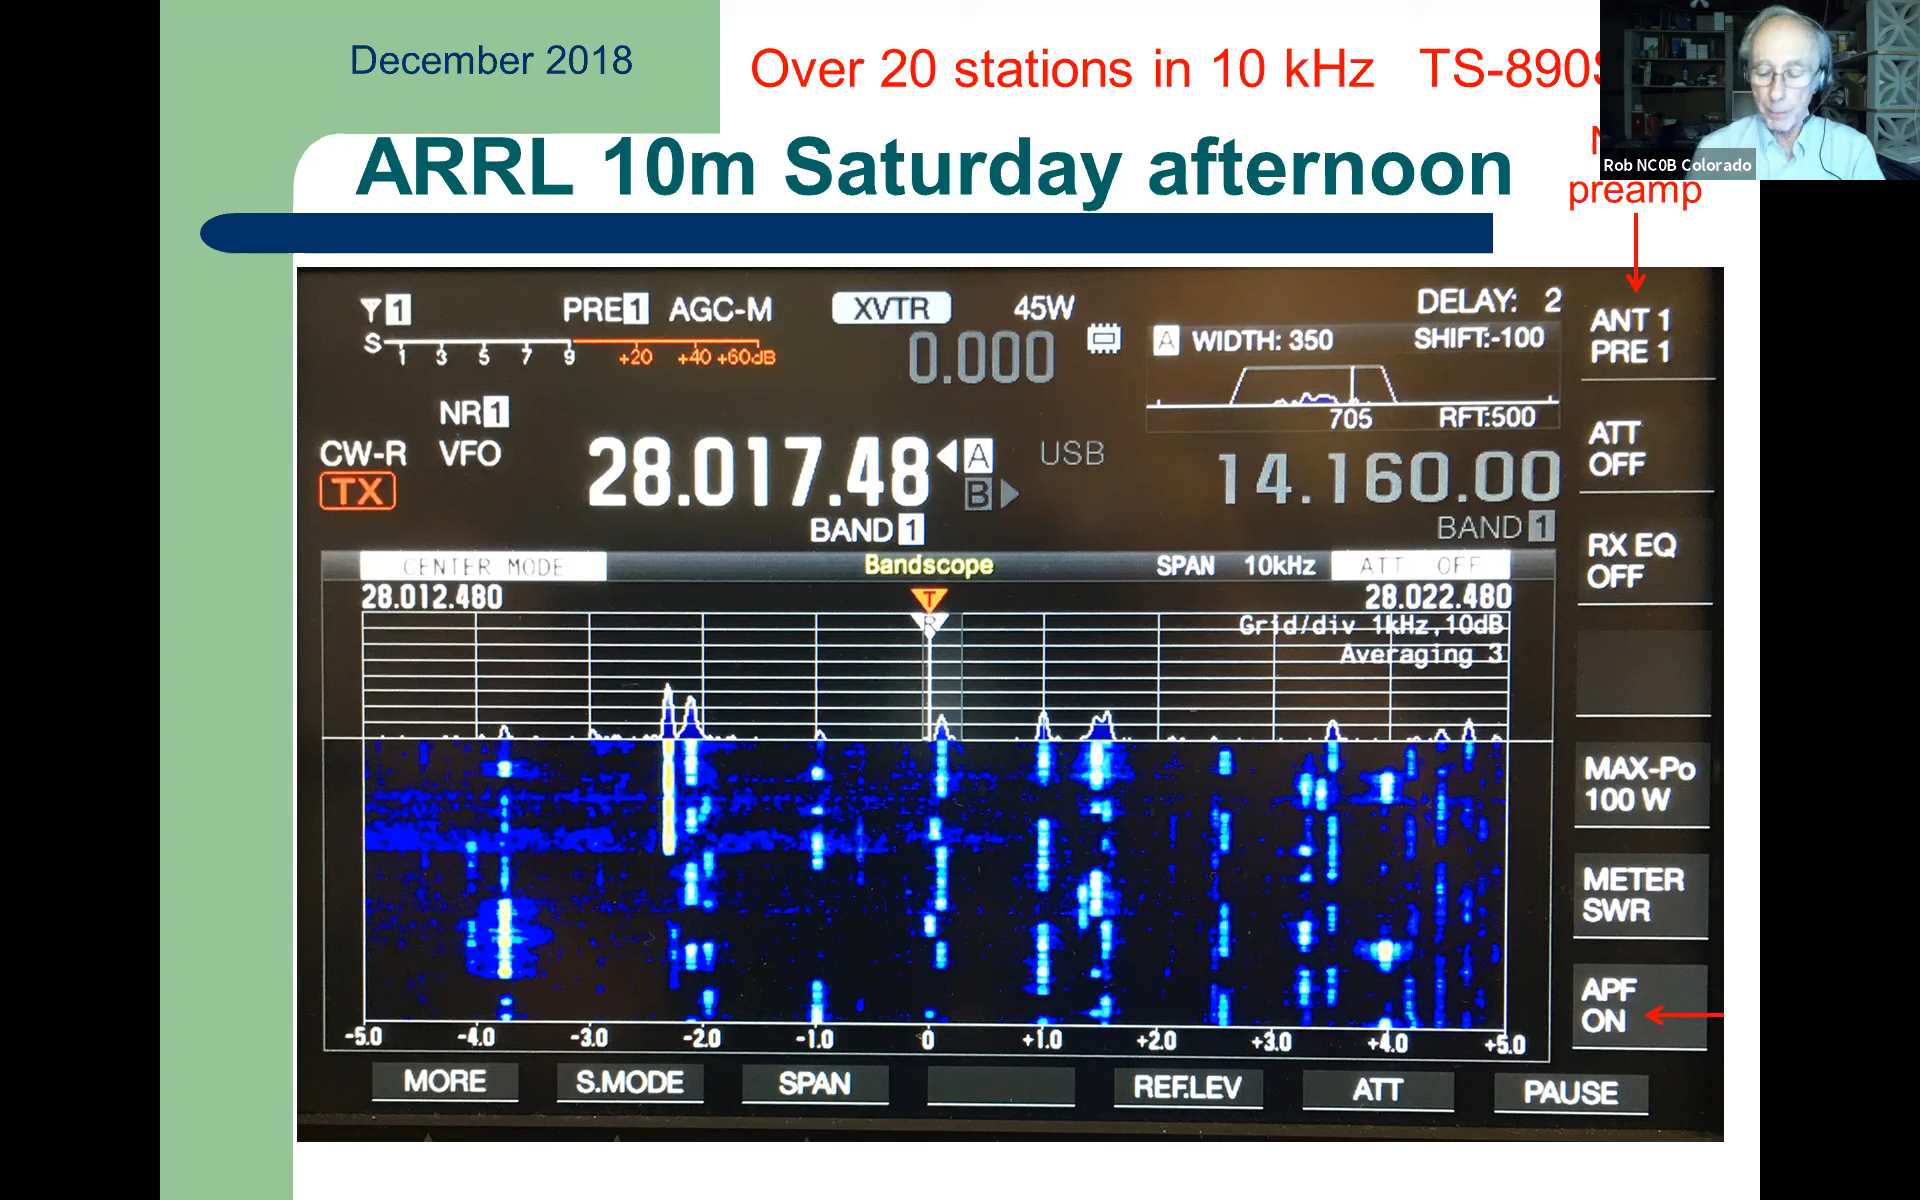 December 2018
Over 20 stations in 10 kHz TS-890
ARRL 10m Saturday afternoon
Rob NC0B Colorado
preamp
1 PRE1 AGC-M XVTR 45W DELAY: 2
S 1 3 5 7 9 +20 +40 +60dB
0.000
A WIDTH: 350 SHIFT:-100
705 RFT:500
ANT 1
PRE 1
NR1
CW-R VFO
TX
28.017.48 A
B
USB 14.160.00
BAND 1
BAND 1
ATT
OFF
RX EQ
OFF
CENTER MODE Bandscope SPAN 10kHz ATT OFF
28.012.480 28.022.480
T
R
Grid/div 1kHz,10dB
Averaging 3
-5.0 -4.0 -3.0 -2.0 -1.0 0 +1.0 +2.0 +3.0 +4.0 +5.0
MAX-Po
100 W
METER
SWR
APF
ON
MORE S.MODE SPAN REF.LEV ATT PAUSE